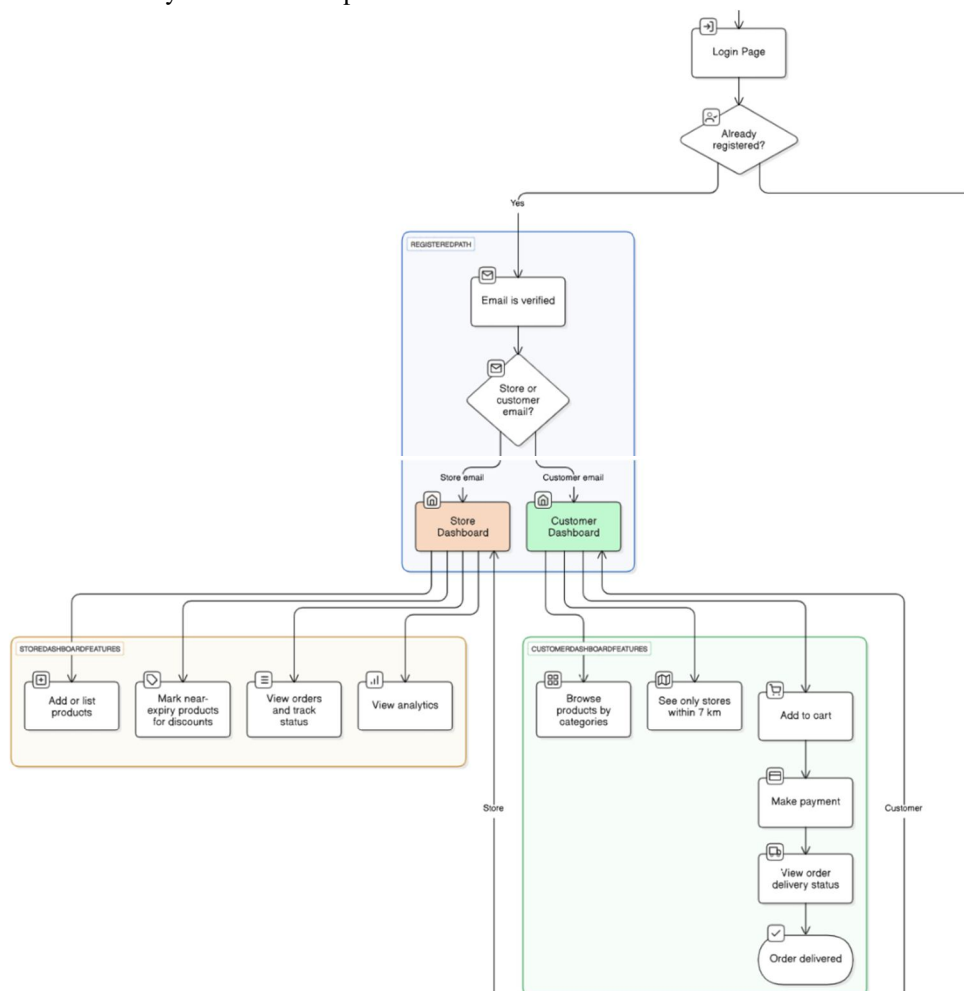 Login Page
Already
registered?
Yes
REGISTEREDPATH
Email is verified
Store or
customer
email?
Store email
Customer email
Store
Dashboard
Customer
Dashboard
STOREDASHBOARDFEATURES
Add or list
products
Mark near-
expiry products
for discounts
View orders
and track
status
View analytics
CUSTOMERDASHBOARDFEATURES
Browse
products by
categories
See only stores
within 7 km
Add to cart
Store
Make payment
Customer
View order
delivery status
Order delivered